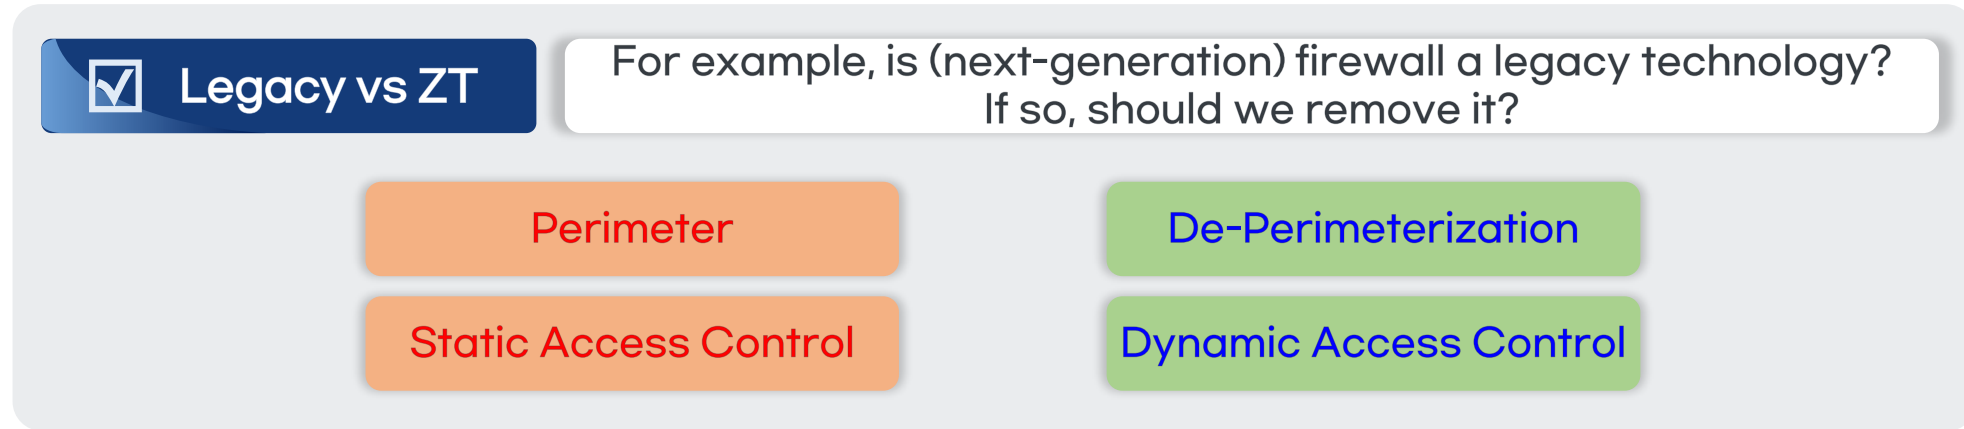 Legacy vs ZT
For example, is (next-generation) firewall a legacy technology?
If so, should we remove it?
Perimeter
De-Perimeterization
Static Access Control
Dynamic Access Control